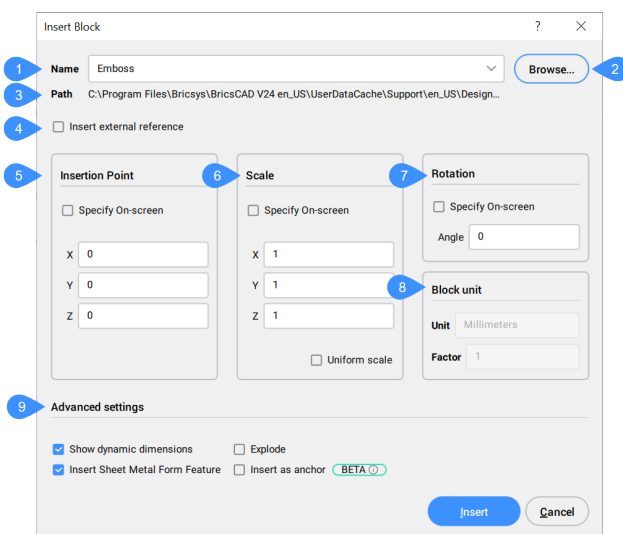 Insert Block ? ×
1 Name Emboss Browse... 2
3 Path C:\Program Files\Bricsys\BricsCAD V24 en_US\UserDataCache\Support\en_US\Design...
4 Insert external reference
5 Insertion Point
Specify On-screen
X 0
Y 0
Z 0
6 Scale
Specify On-screen
X 1
Y 1
Z 1
Uniform scale
7 Rotation
Specify On-screen
Angle 0
8 Block unit
Unit Millimeters
Factor 1
9 Advanced settings
Show dynamic dimensions Explode
Insert Sheet Metal Form Feature Insert as anchor BETA
Insert Cancel